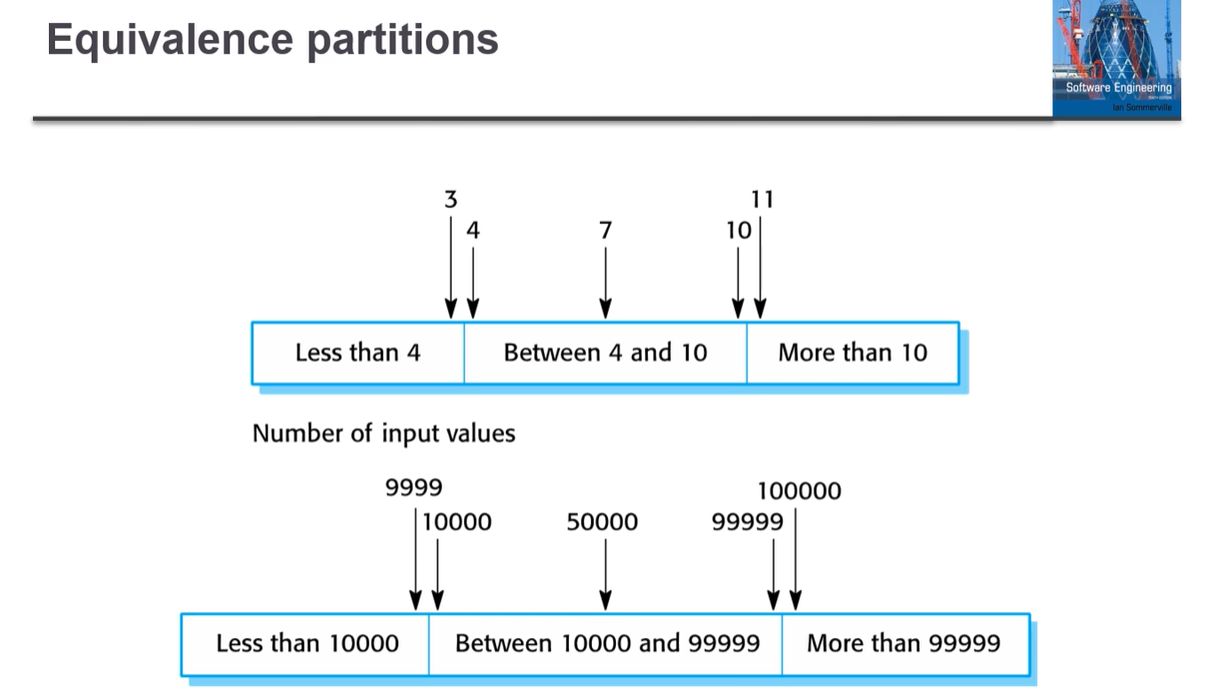 Equivalence partitions
Software Engineering
Ian Sommerville
3
11
4
7
10
Less than 4
Between 4 and 10
More than 10
Number of input values
9999
100000
10000
50000
99999
Less than 10000
Between 10000 and 99999
More than 99999